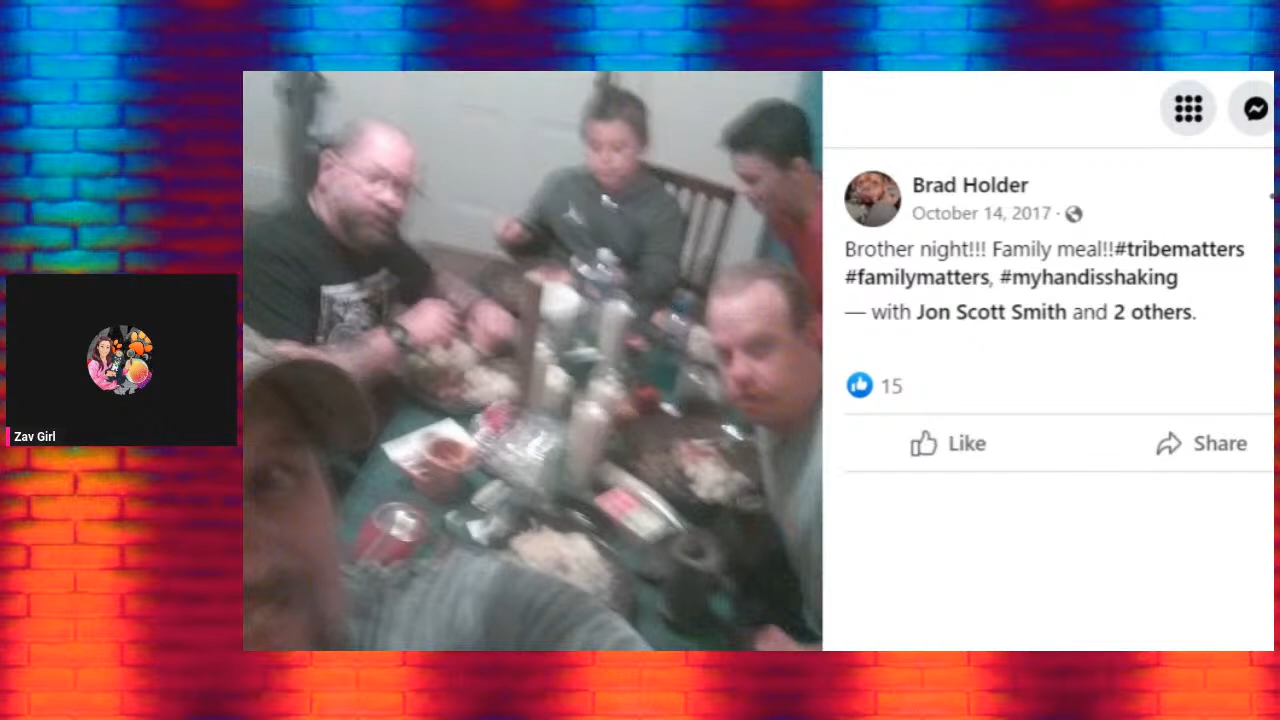 Brad Holder
October 14, 2017 ·
Brother night!!! Family meal!!#tribematters
#familymatters, #myhandisshaking
— with Jon Scott Smith and 2 others.
15
Like Share
Zav Girl